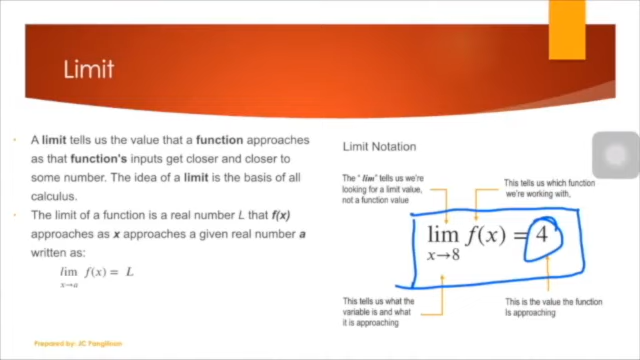 Limit
• A limit tells us the value that a function approaches
as that function's inputs get closer and closer to
some number. The idea of a limit is the basis of all
calculus.
• The limit of a function is a real number L that f(x)
approaches as x approaches a given real number a
written as:
lim f(x) = L
x→a
Limit Notation
The "lim" tells us we're
looking for a limit value,
not a function value
This tells us which function
we're working with,
lim f(x) = 4
x→8
This tells us what the
variable is and what
it is approaching
This is the value the function
Is approaching
Prepared by: JC Pangilinan